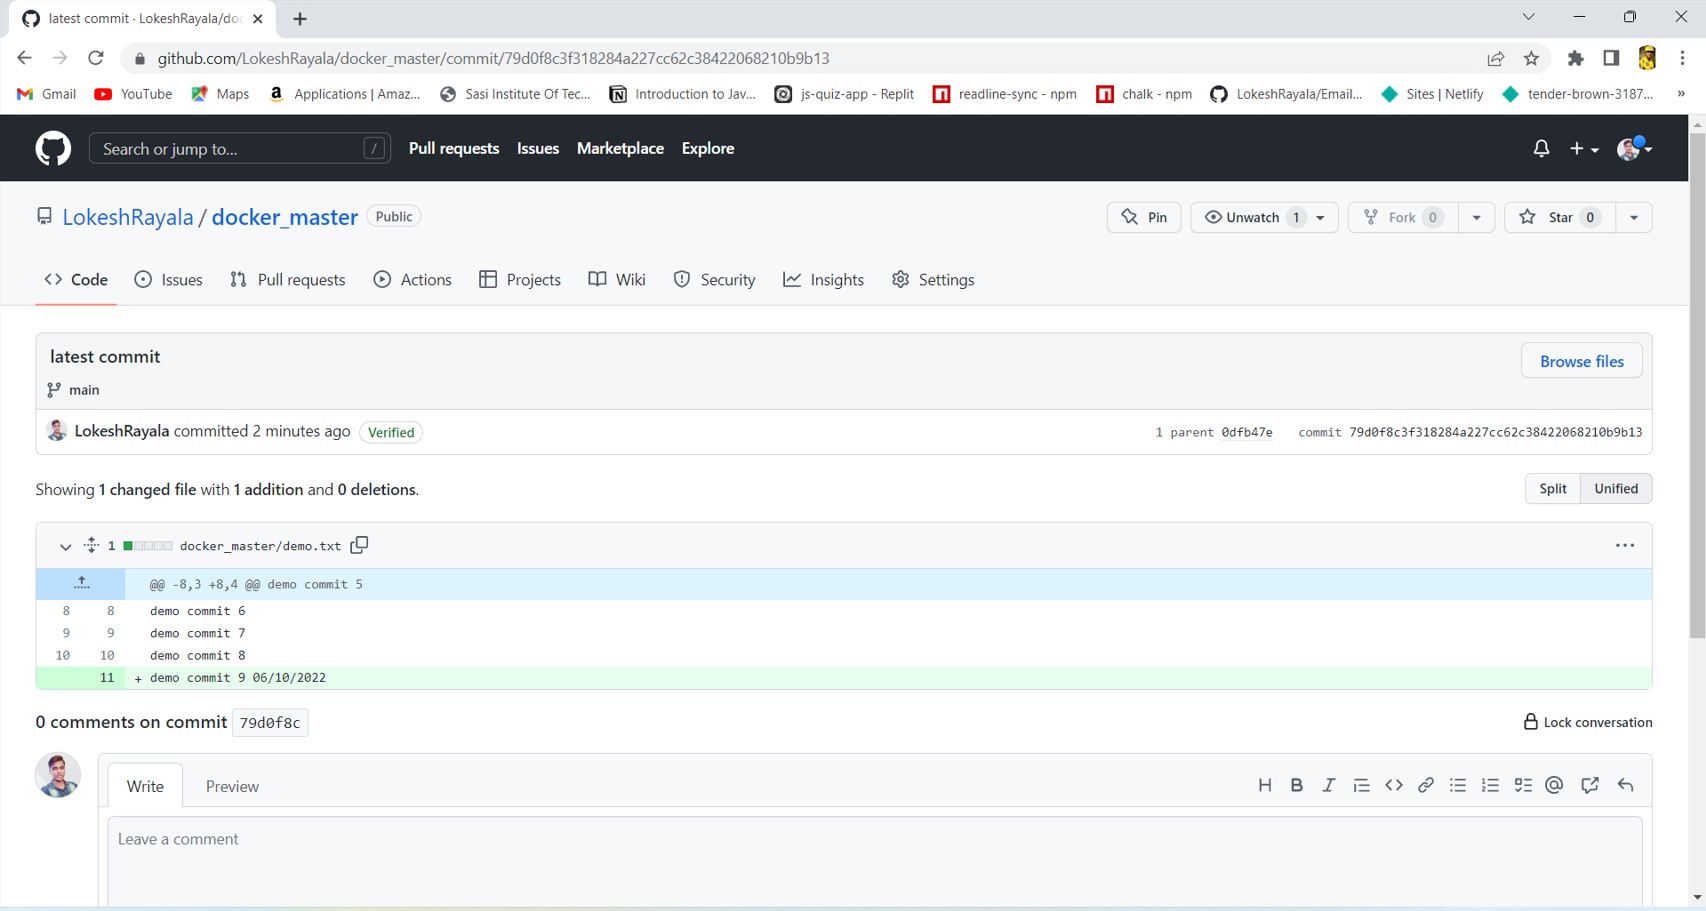 latest commit · LokeshRayala/doc
github.com/LokeshRayala/docker_master/commit/79d0f8c3f318284a227cc62c38422068210b9b13
Gmail YouTube Maps Applications | Amaz... Sasi Institute Of Tec... Introduction to Jav... js-quiz-app - Replit readline-sync - npm chalk - npm LokeshRayala/Email... Sites | Netlify tender-brown-3187... »
Search or jump to... / Pull requests Issues Marketplace Explore
LokeshRayala / docker_master Public Pin Unwatch 1 Fork 0 Star 0
Code Issues Pull requests Actions Projects Wiki Security Insights Settings
latest commit
Browse files
main
LokeshRayala committed 2 minutes ago Verified 1 parent 0dfb47e commit 79d0f8c3f318284a227cc62c38422068210b9b13
Showing 1 changed file with 1 addition and 0 deletions. Split Unified
1 docker_master/demo.txt
@@ -8,3 +8,4 @@ demo commit 5
8 8 demo commit 6
9 9 demo commit 7
10 10 demo commit 8
11 + demo commit 9 06/10/2022
0 comments on commit 79d0f8c Lock conversation
Write Preview
Leave a comment